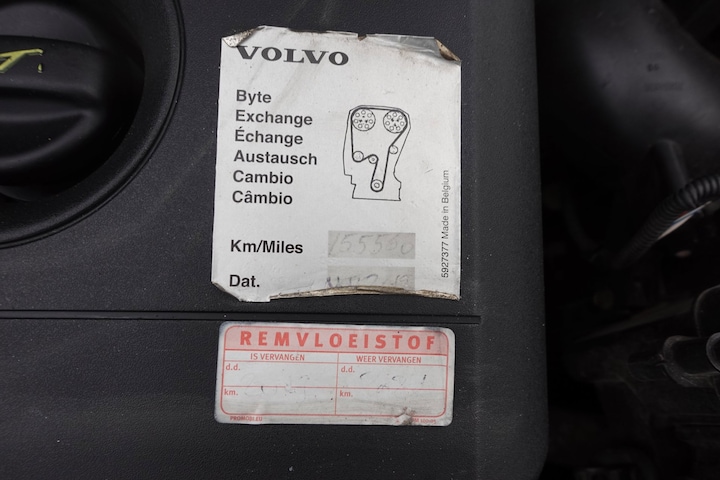 VOLVO
Byte
Exchange
Échange
Austausch
Cambio
Câmbio
Km/Miles
Dat.
5927377 Made in Belgium
REMVLOEISTOF
IS VERVANGEN WEER VERVANGEN
d.d. d.d.
km. km.